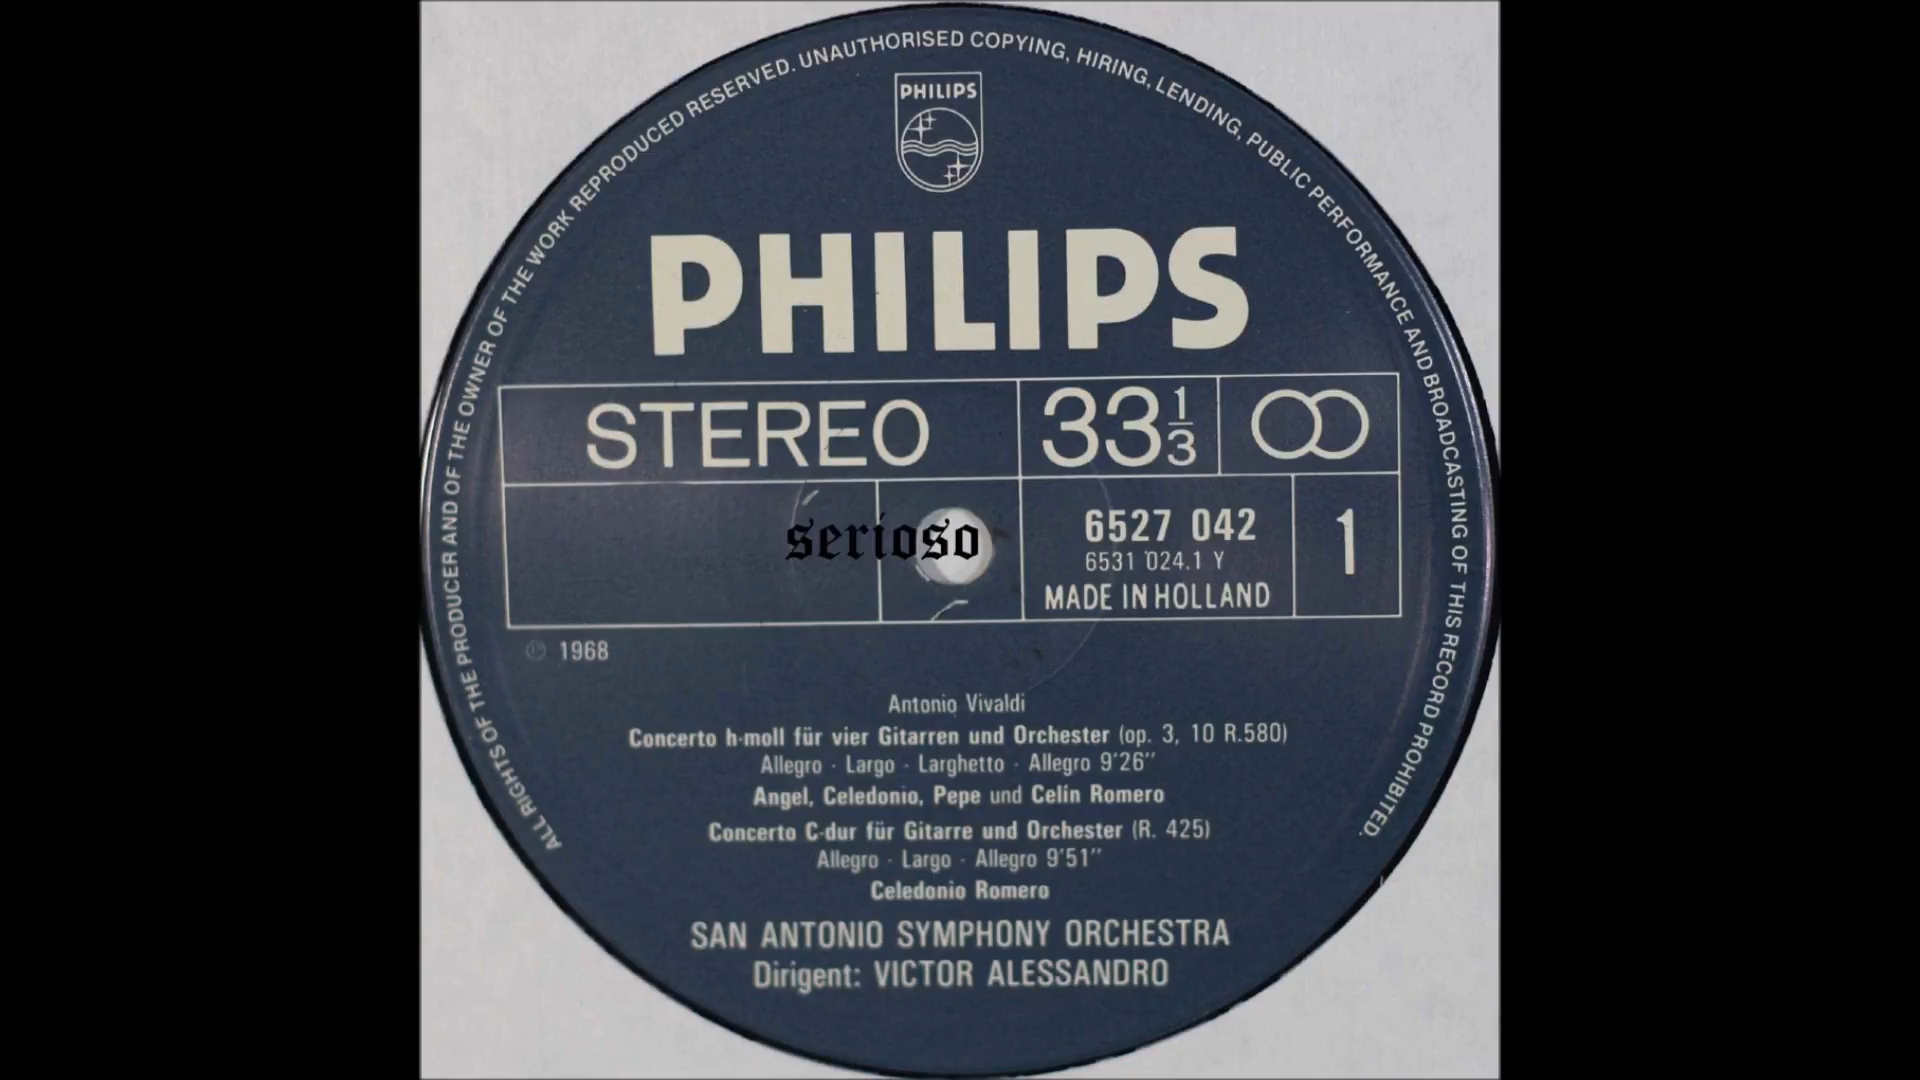 ALL RIGHTS OF THE PRODUCER AND OF THE OWNER OF THE WORK REPRODUCED RESERVED. UNAUTHORISED COPYING, HIRING, LENDING, PUBLIC PERFORMANCE AND BROADCASTING OF THIS RECORD PROHIBITED.
PHILIPS
PHILIPS
STEREO
33 1/3
serioso
6527 042
6531 024.1 Y
MADE IN HOLLAND
1
℗ 1968
Antonio Vivaldi
Concerto h-moll für vier Gitarren und Orchester (op. 3, 10 R.580)
Allegro · Largo · Larghetto · Allegro 9'26''
Angel, Celedonio, Pepe und Celin Romero
Concerto C-dur für Gitarre und Orchester (R. 425)
Allegro · Largo · Allegro 9'51''
Celedonio Romero
SAN ANTONIO SYMPHONY ORCHESTRA
Dirigent: VICTOR ALESSANDRO